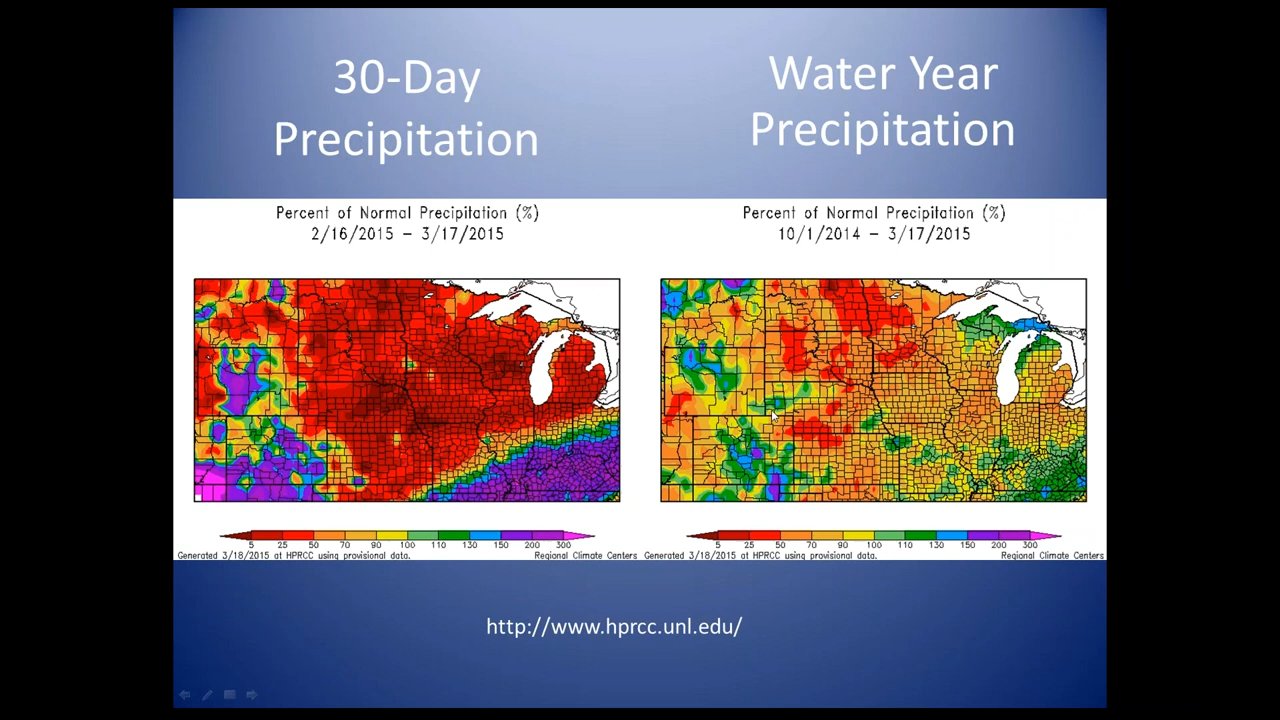 30-Day
Precipitation
Water Year
Precipitation
Percent of Normal Precipitation (%)
2/16/2015 – 3/17/2015
Percent of Normal Precipitation (%)
10/1/2014 – 3/17/2015
5 25 50 70 90 100 110 130 150 200 300
Generated 3/18/2015 at HPRCC using provisional data.
Regional Climate Centers
5 25 50 70 90 100 110 130 150 200 300
Generated 3/18/2015 at HPRCC using provisional data.
Regional Climate Centers
http://www.hprcc.unl.edu/